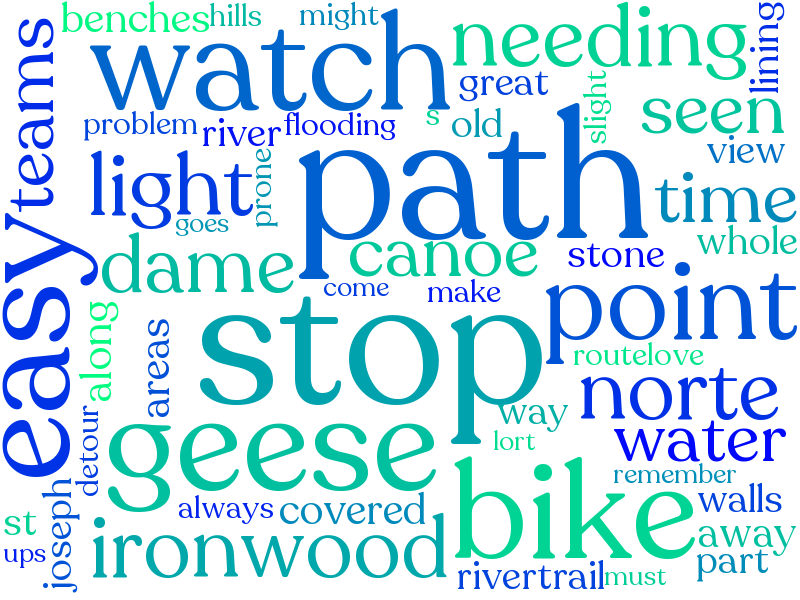 benches
hills
might
needing
lining
watch
great
slight
teams
problem
river
flooding
s
old
seen
view
light
prone
path
time
goes
whole
dame
canoe
stone
easy
come
make
point
along
areas
stop
routelove
norte
way
detour
geese
lort
water
remember
joseph
always
covered
bike
walls
st
away
ups
ironwood
rivertrail
must
part